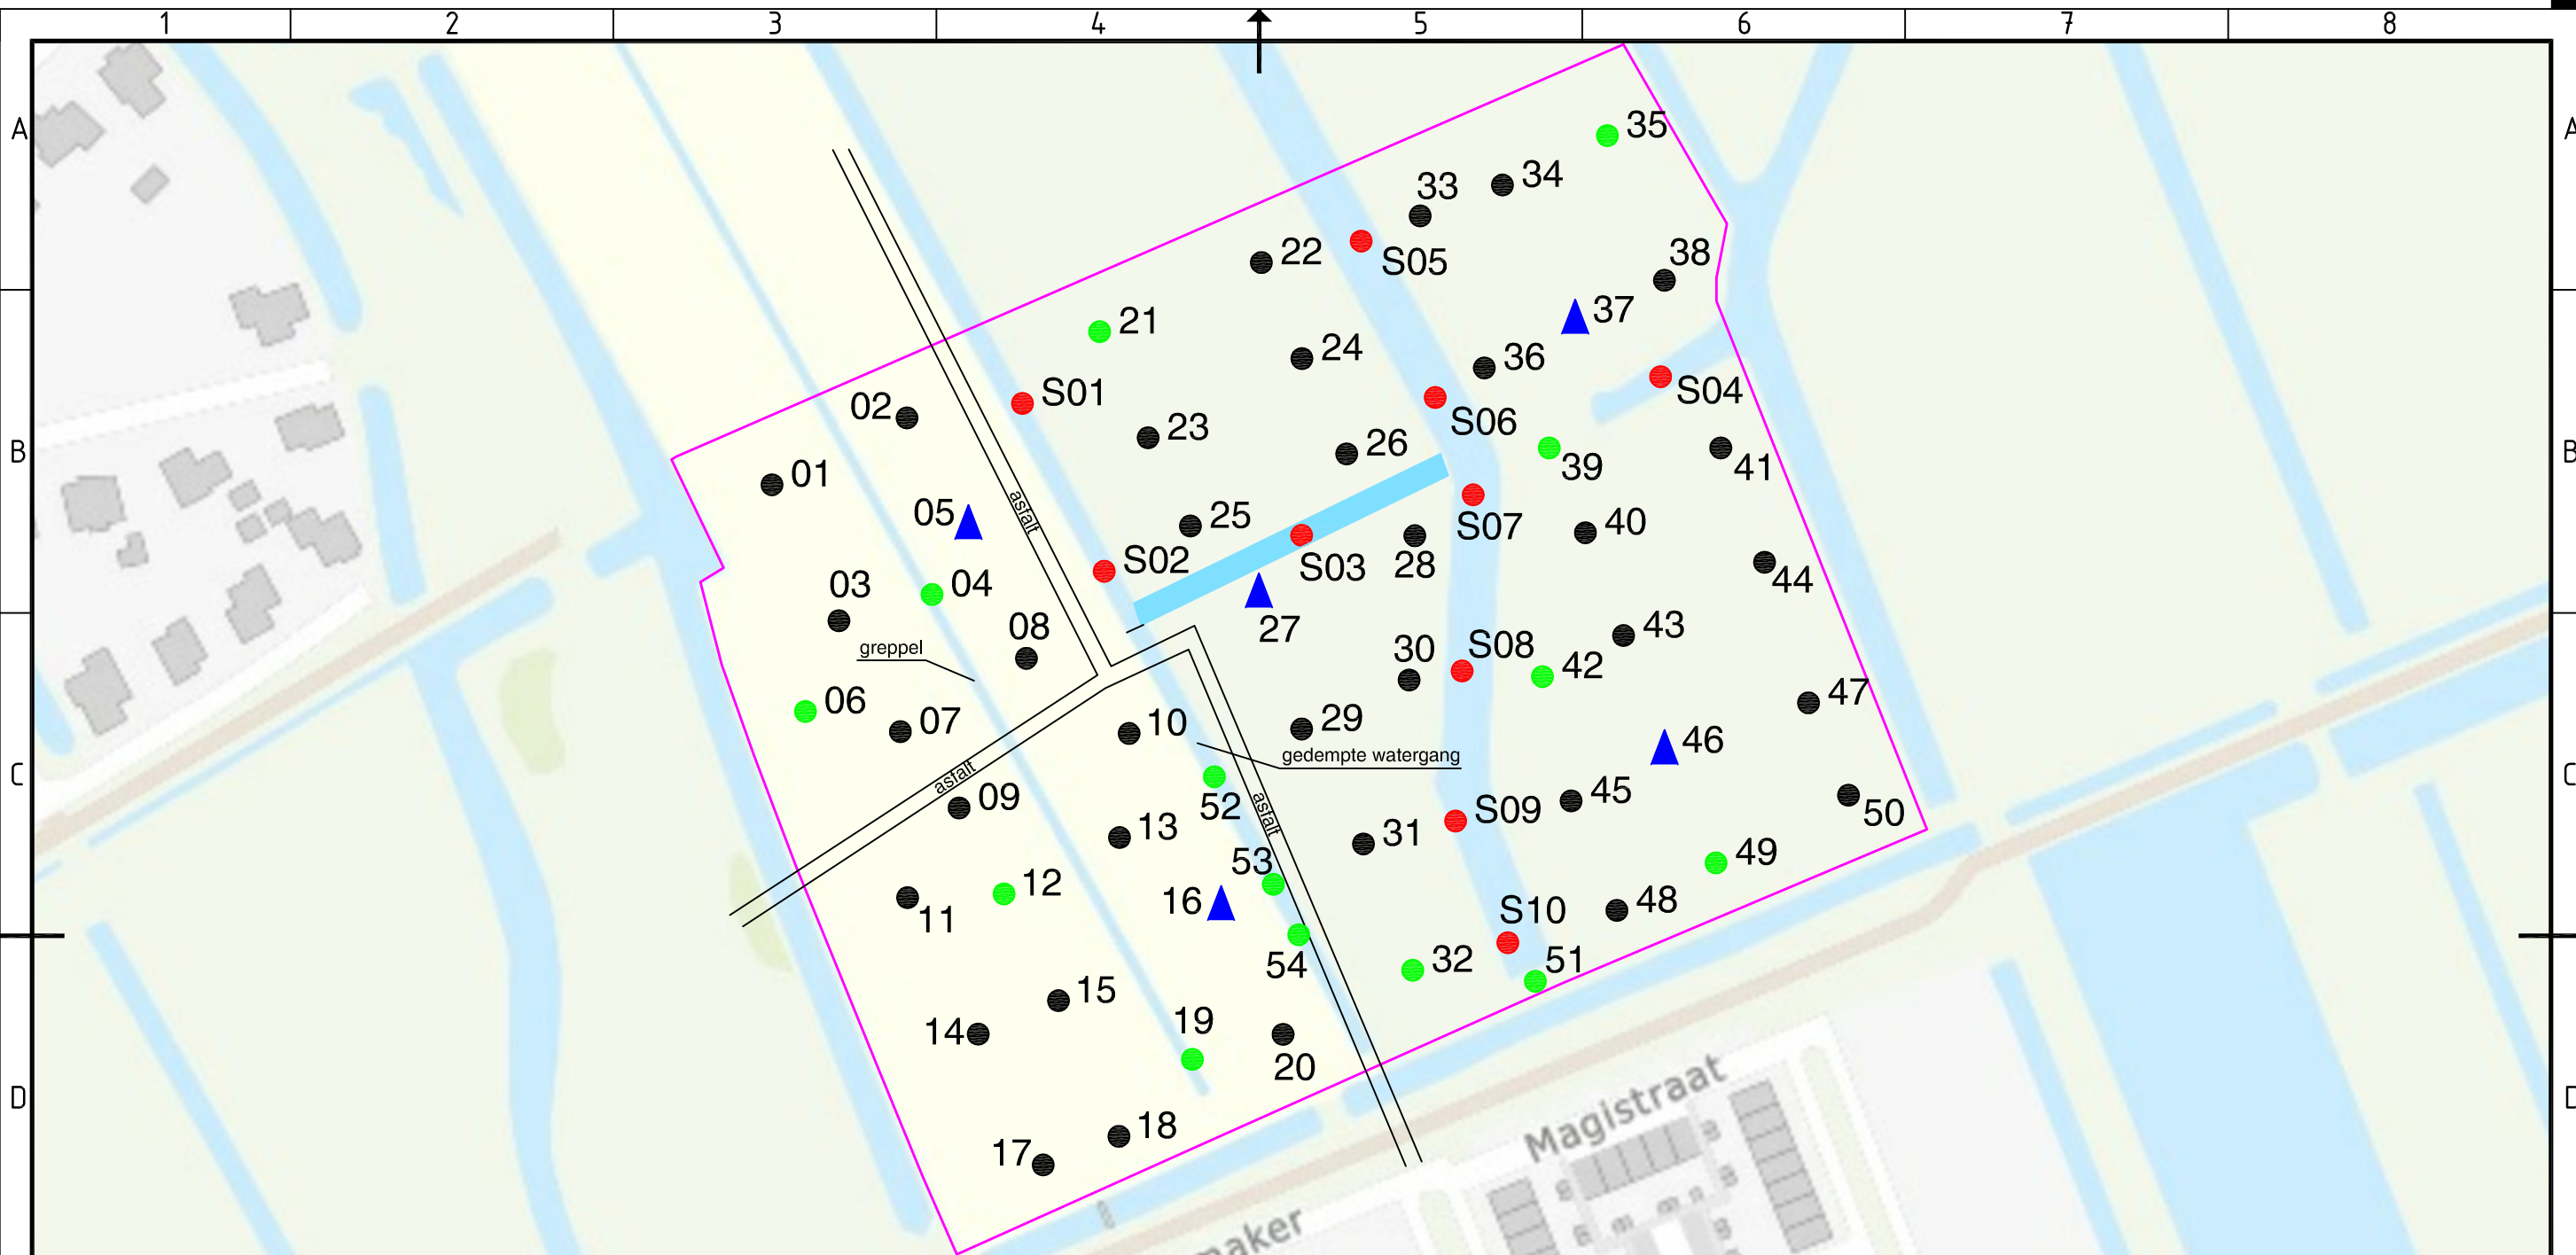 1 2 3 4 5 6 7 8
A A
35
33 34
22 S05 38
21 37
24 36
02 S01 S04
23 S06
B 26 39 41 B
01
05 25 S07 40
asfalt
S02 S03 28 44
03 04
08 27 43
greppel 30 S08 42
06 07 10 29 47
46
gedempte watergang
C asfalt 09 52 asfalt S09 45 50 C
13 31
53 49
12
11 16 S10 48
54 32 51
15
14 19
20
D D
18
17
Magistraat
maker